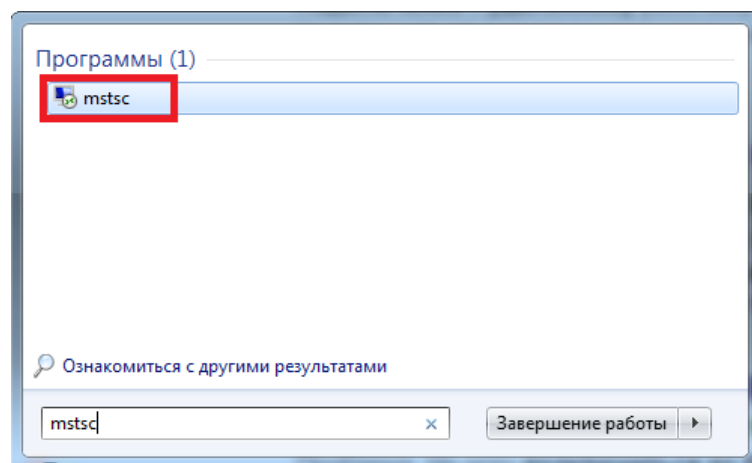 Программы (1)
mstsc
Ознакомиться с другими результатами
mstsc
Завершение работы